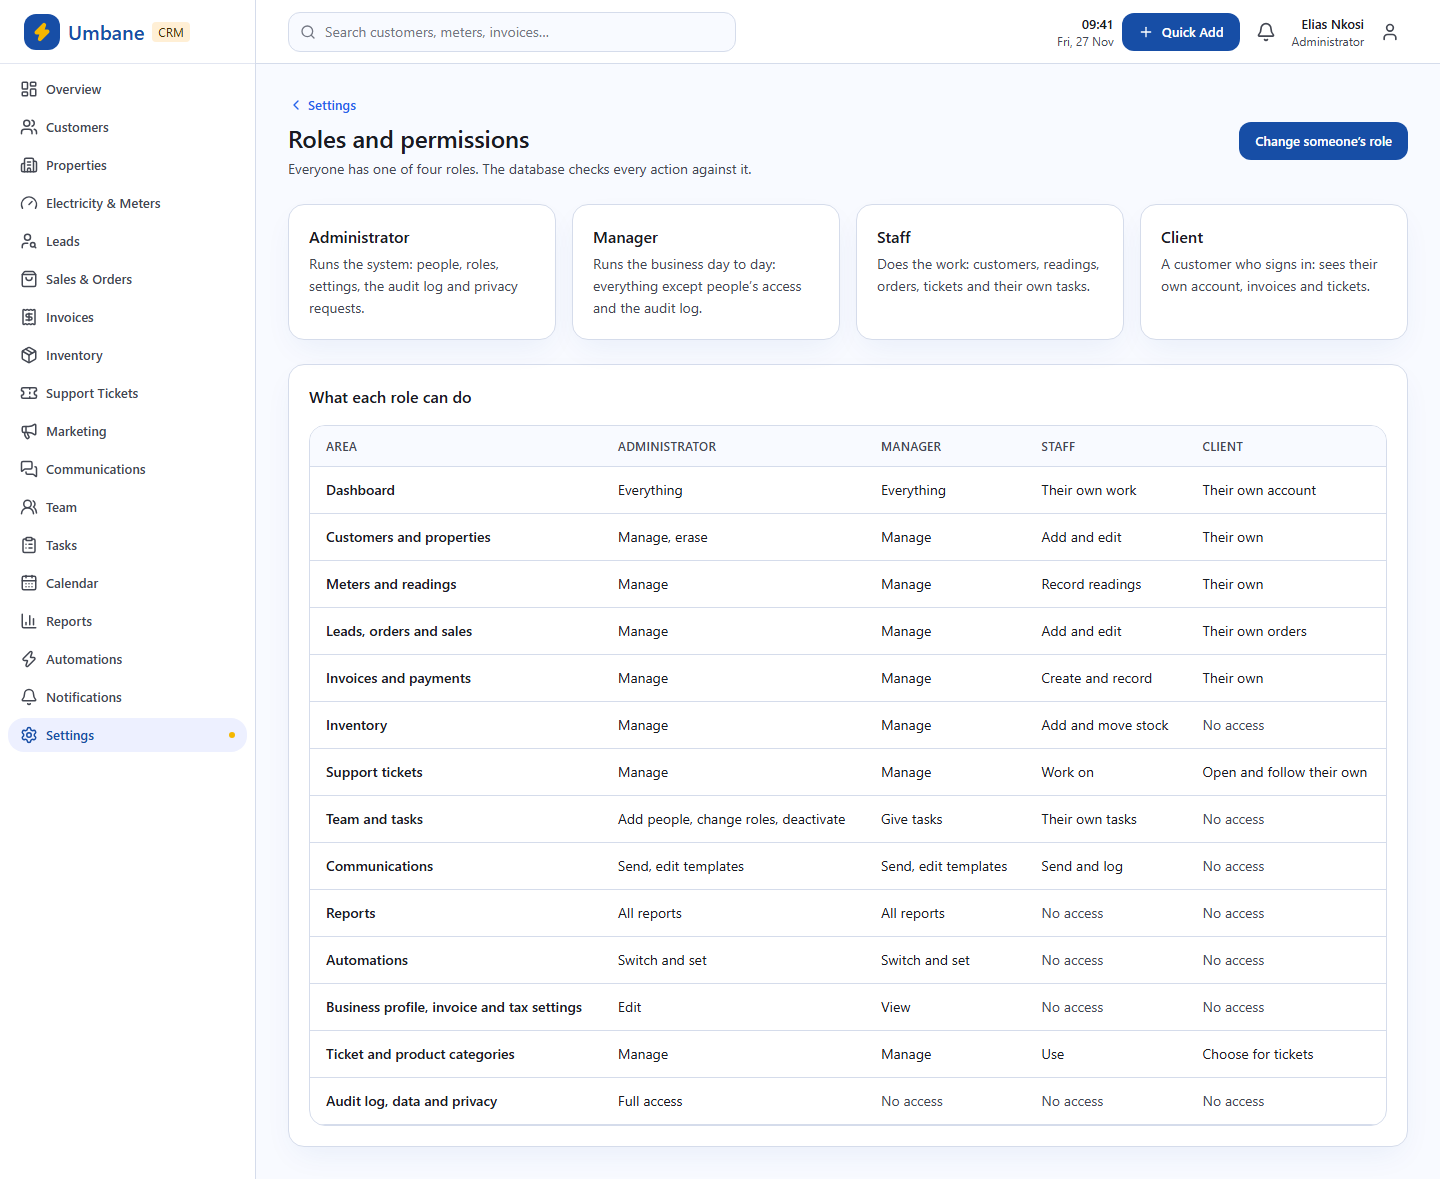 Umbane CRM
Search customers, meters, invoices...
09:41
Fri, 27 Nov
Quick Add
Elias Nkosi
Administrator
Overview
Customers
Properties
Electricity & Meters
Leads
Sales & Orders
Invoices
Inventory
Support Tickets
Marketing
Communications
Team
Tasks
Calendar
Reports
Automations
Notifications
Settings
Settings
Roles and permissions
Everyone has one of four roles. The database checks every action against it.
Change someone’s role
Administrator
Runs the system: people, roles,
settings, the audit log and privacy
requests.
Manager
Runs the business day to day:
everything except people’s access
and the audit log.
Staff
Does the work: customers, readings,
orders, tickets and their own tasks.
Client
A customer who signs in: sees their
own account, invoices and tickets.
What each role can do
AREA ADMINISTRATOR MANAGER STAFF CLIENT
Dashboard Everything Everything Their own work Their own account
Customers and properties Manage, erase Manage Add and edit Their own
Meters and readings Manage Manage Record readings Their own
Leads, orders and sales Manage Manage Add and edit Their own orders
Invoices and payments Manage Manage Create and record Their own
Inventory Manage Manage Add and move stock No access
Support tickets Manage Manage Work on Open and follow their own
Team and tasks Add people, change roles, deactivate Give tasks Their own tasks No access
Communications Send, edit templates Send, edit templates Send and log No access
Reports All reports All reports No access No access
Automations Switch and set Switch and set No access No access
Business profile, invoice and tax settings Edit View No access No access
Ticket and product categories Manage Manage Use Choose for tickets
Audit log, data and privacy Full access No access No access No access